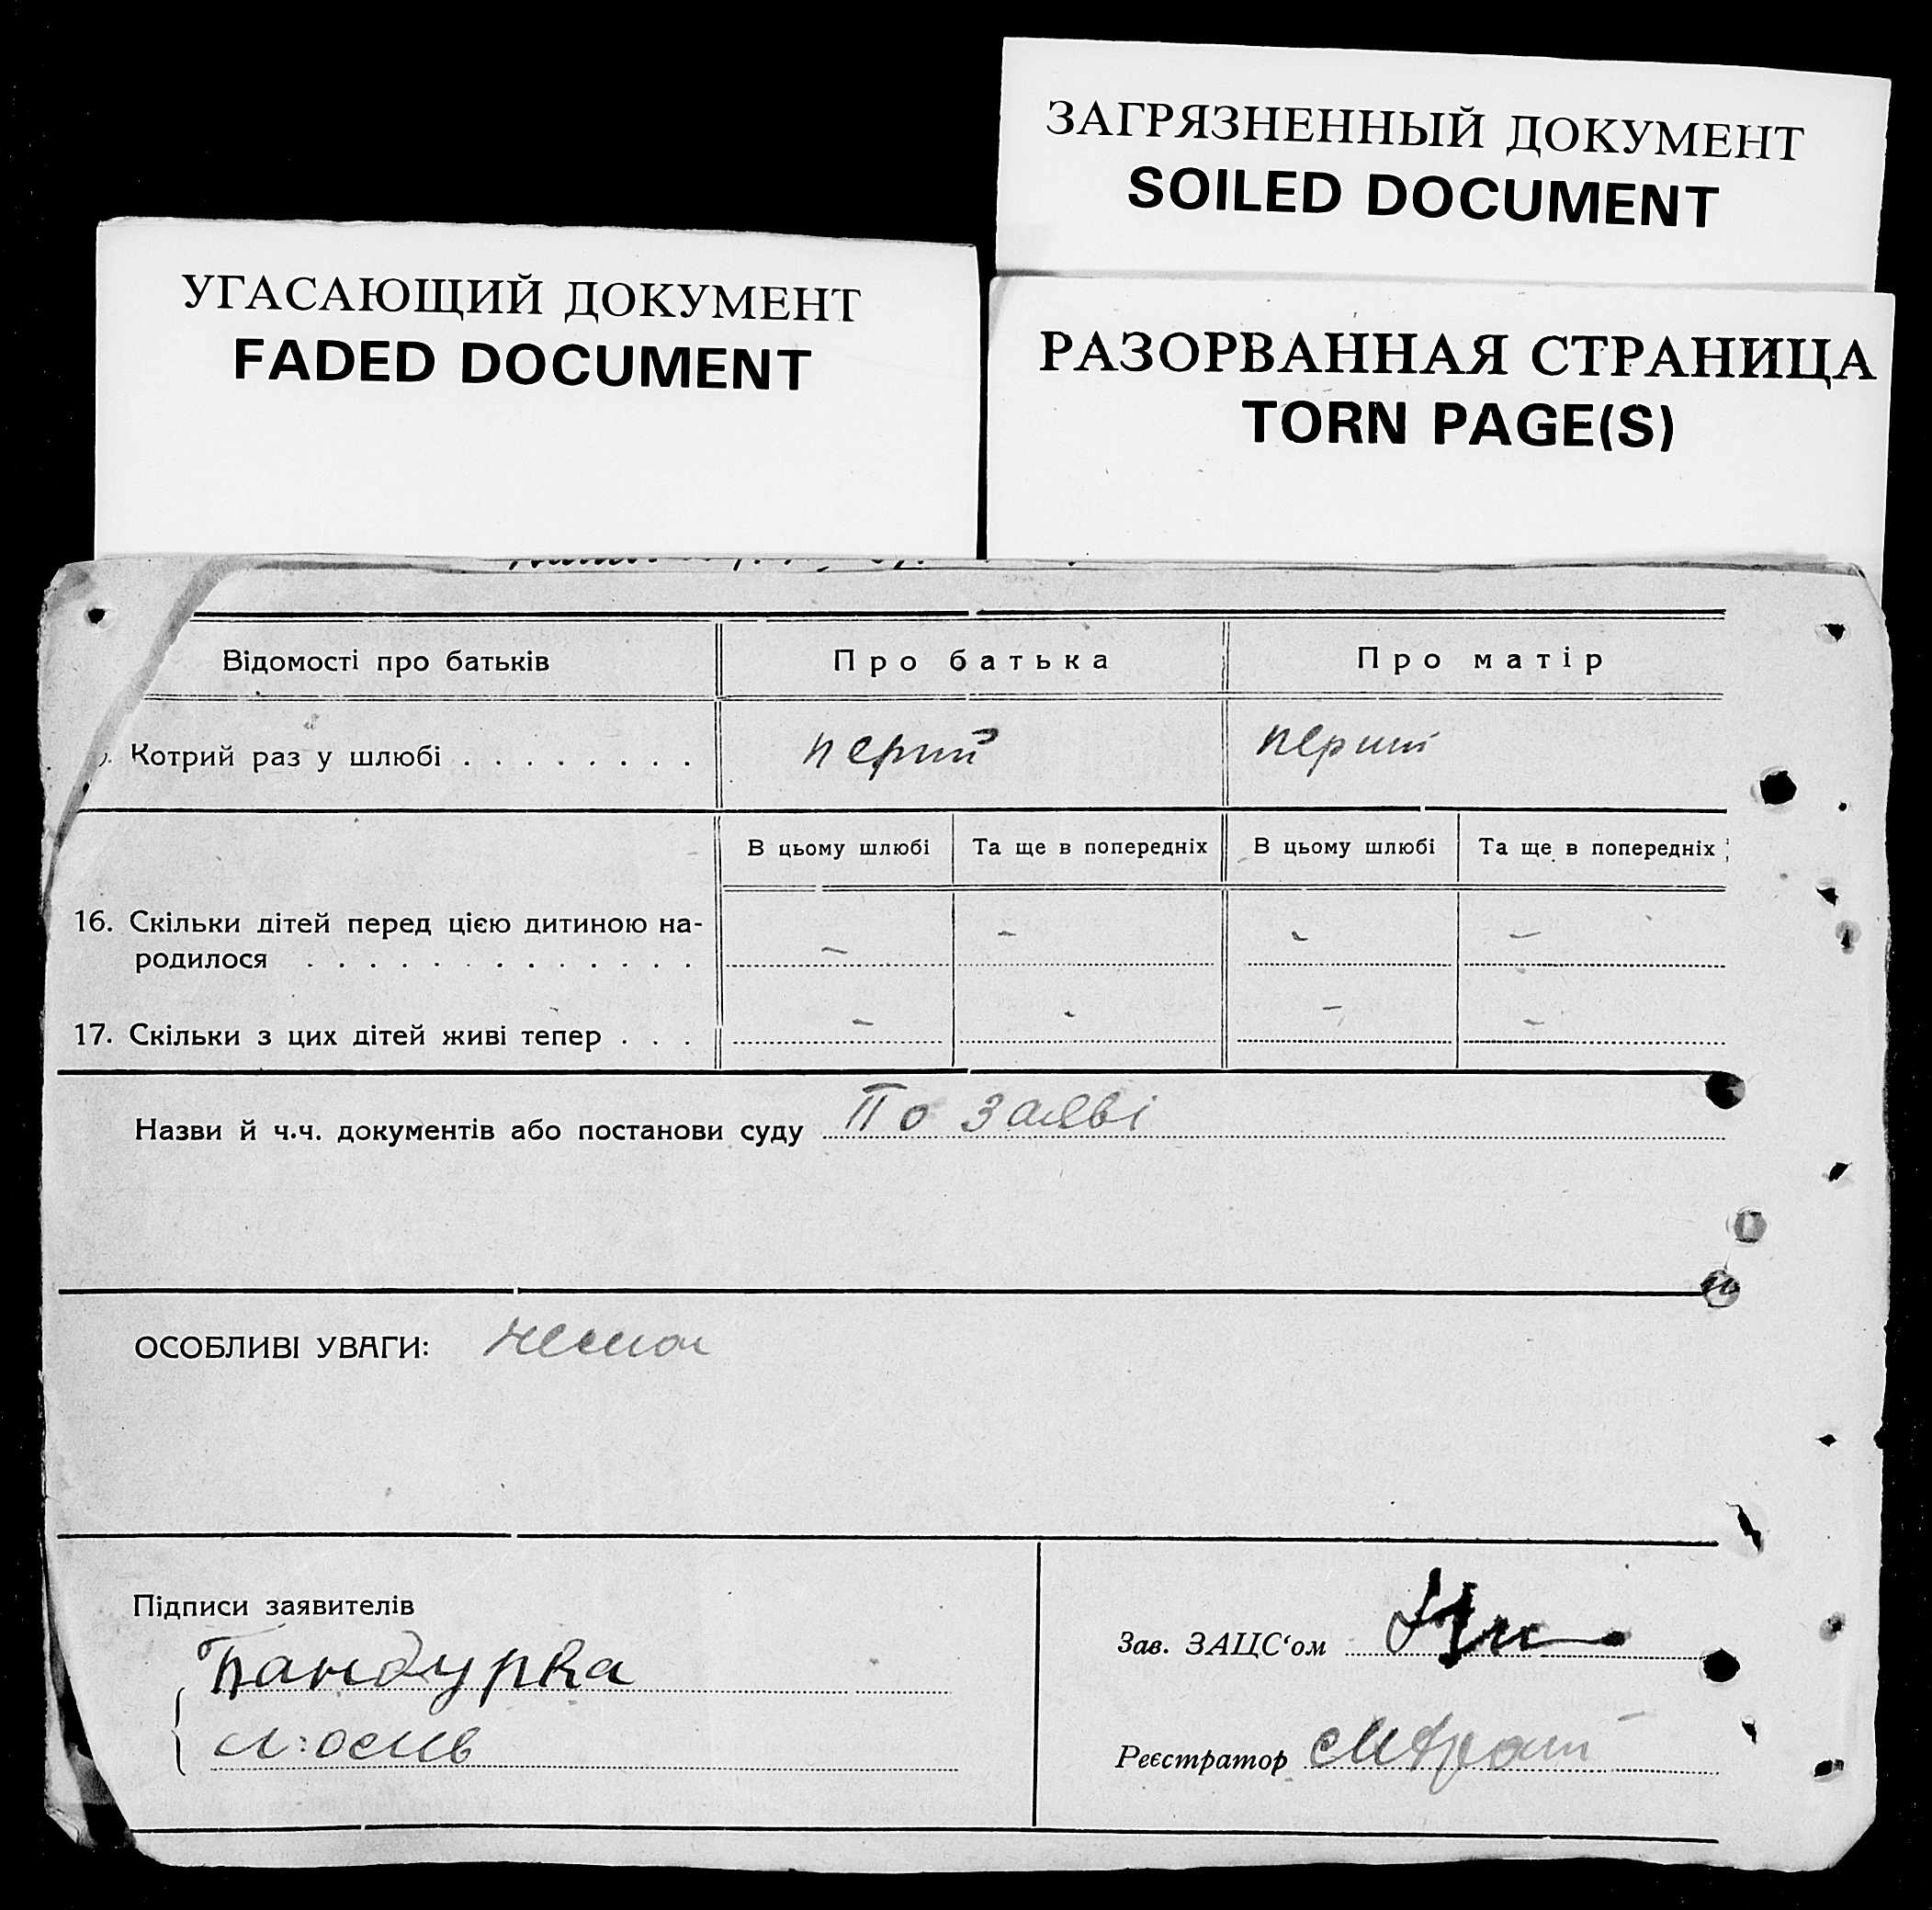 ЗАГРЯЗНЕННЫЙ ДОКУМЕНТ
SOILED DOCUMENT
УГАСАЮЩИЙ ДОКУМЕНТ
FADED DOCUMENT
РАЗОРВАННАЯ СТРАНИЦА
TORN PAGE(S)
Відомості про батьків Про батька Про матір
Котрий раз у шлюбі . . . . . . . . перший перший
В цьому шлюбі Та ще в попередніх В цьому шлюбі Та ще в попередніх
16. Скільки дітей перед цією дитиною на-
родилося . . . . . . . . . . . . . – – – –
17. Скільки з цих дітей живі тепер . . . – – – –
Назви й ч.ч. документів або постанови суду По заяві
ОСОБЛИВІ УВАГИ:
Підписи заявителів
Бандурка
Зав. ЗАЦС‘ом
Реєстратор